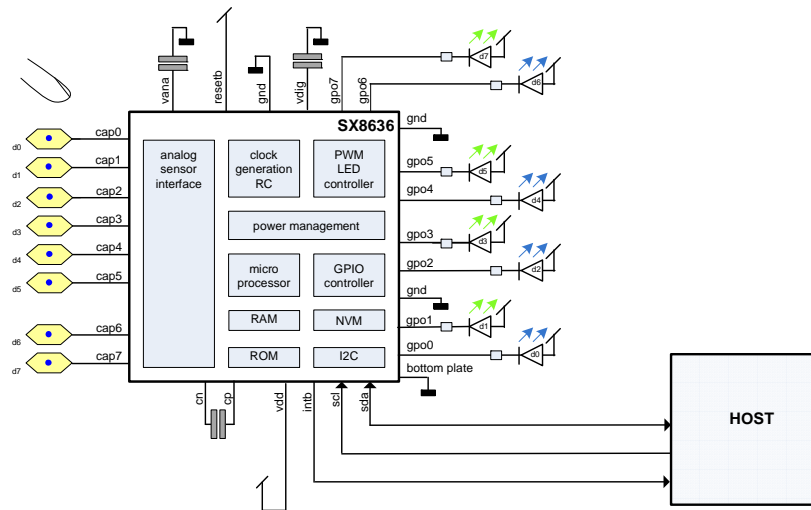 vana
resetb
gnd
vdig
gpo7
gpo6
d7
d6
SX8636
gnd
d0
cap0
d1
cap1
d2
cap2
d3
cap3
d4
cap4
d5
cap5
d6
cap6
d7
cap7
analog
sensor
interface
clock
generation
RC
PWM
LED
controller
power management
micro
processor
GPIO
controller
RAM
NVM
ROM
I2C
gpo5
d5
gpo4
d4
gpo3
d3
gpo2
d2
gnd
gpo1
d1
gpo0
d0
bottom plate
cn
cp
vdd
intb
scl
sda
HOST